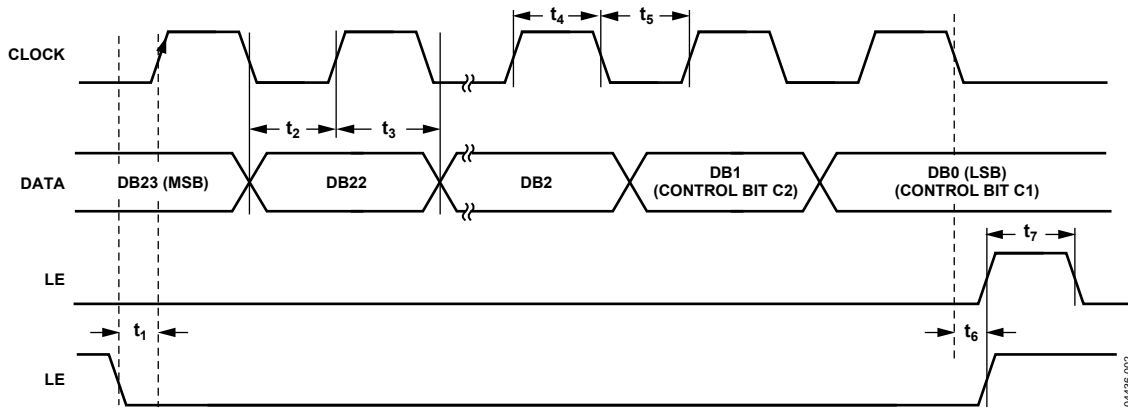 t4
t5
CLOCK
t2
t3
DATA
DB23 (MSB)
DB22
DB2
DB1
(CONTROL BIT C2)
DB0 (LSB)
(CONTROL BIT C1)
t7
LE
t1
t6
LE
04436-002